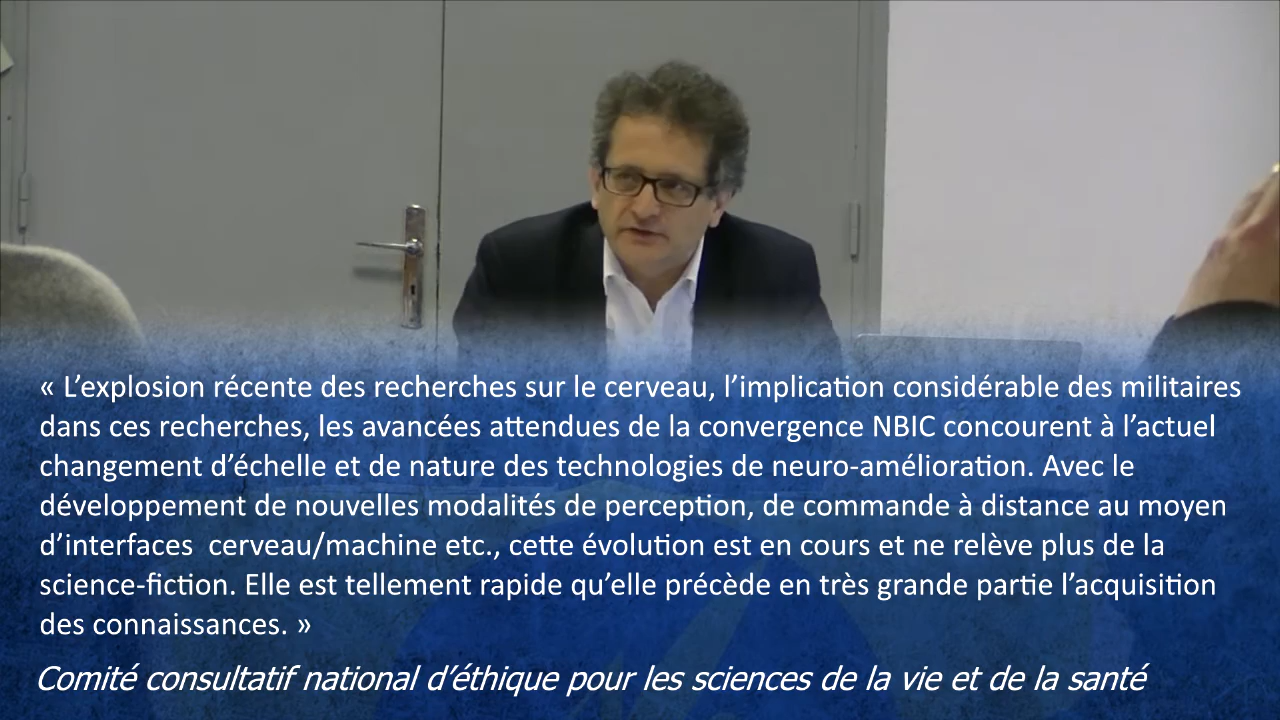 « L’explosion récente des recherches sur le cerveau, l’implication considérable des militaires
dans ces recherches, les avancées attendues de la convergence NBIC concourent à l’actuel
changement d’échelle et de nature des technologies de neuro-amélioration. Avec le
développement de nouvelles modalités de perception, de commande à distance au moyen
d’interfaces  cerveau/machine etc., cette évolution est en cours et ne relève plus de la
science-fiction. Elle est tellement rapide qu’elle précède en très grande partie l’acquisition
des connaissances. »
Comité consultatif national d’éthique pour les sciences de la vie et de la santé